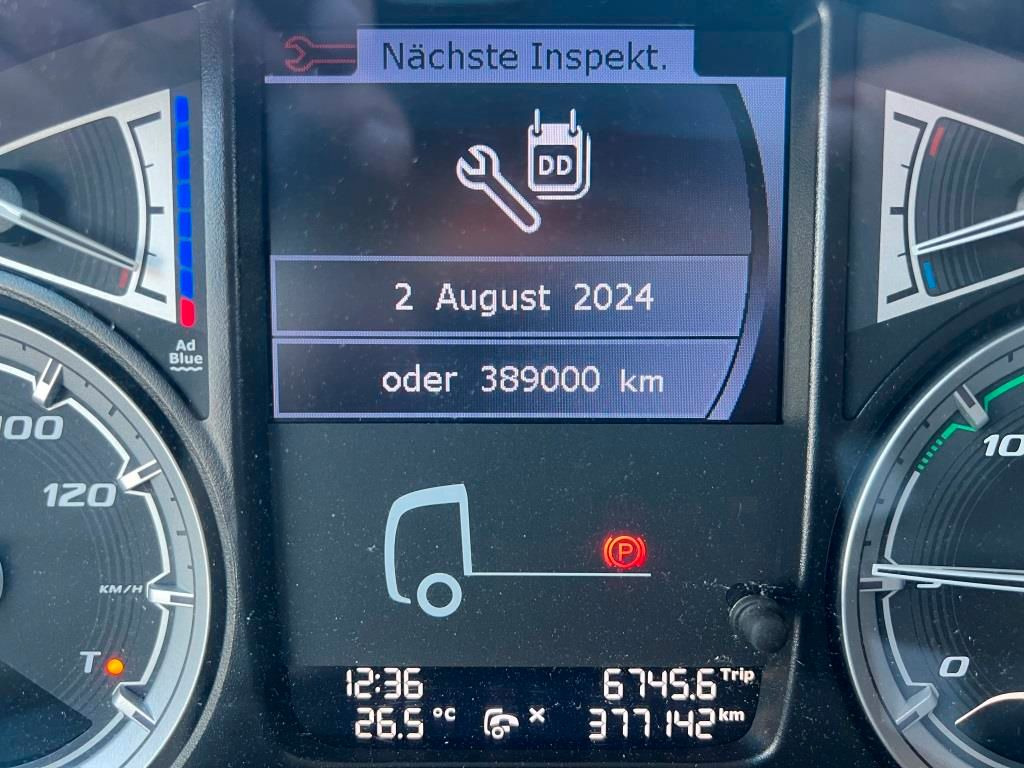 Nächste Inspekt.
DD
2 August 2024
oder 389000 km
Ad
Blue
120
KM/H
T
P
0
12:36 6745.6 Trip
26.5 °C × 377142 km